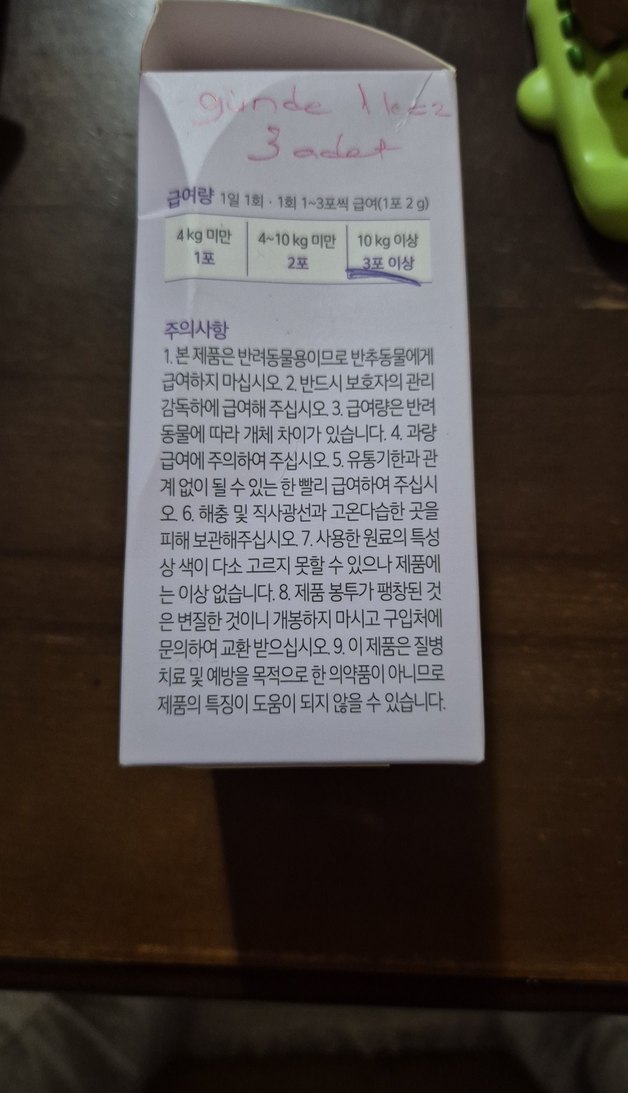 günde 1 kez
3 adet
급여량 1일 1회 · 1회 1~3포씩 급여(1포 2 g)
4 kg 미만 4~10 kg 미만 10 kg 이상
1포 2포 3포 이상
주의사항
1. 본 제품은 반려동물용이므로 반추동물에게
급여하지 마십시오. 2. 반드시 보호자의 관리
감독하에 급여해 주십시오. 3. 급여량은 반려
동물에 따라 개체 차이가 있습니다. 4. 과량
급여에 주의하여 주십시오. 5. 유통기한과 관
계 없이 될 수 있는 한 빨리 급여하여 주십시
오. 6. 해충 및 직사광선과 고온다습한 곳을
피해 보관해주십시오. 7. 사용한 원료의 특성
상 색이 다소 고르지 못할 수 있으나 제품에
는 이상 없습니다. 8. 제품 봉투가 팽창된 것
은 변질한 것이니 개봉하지 마시고 구입처에
문의하여 교환 받으십시오. 9. 이 제품은 질병
치료 및 예방을 목적으로 한 의약품이 아니므로
제품의 특징이 도움이 되지 않을 수 있습니다.